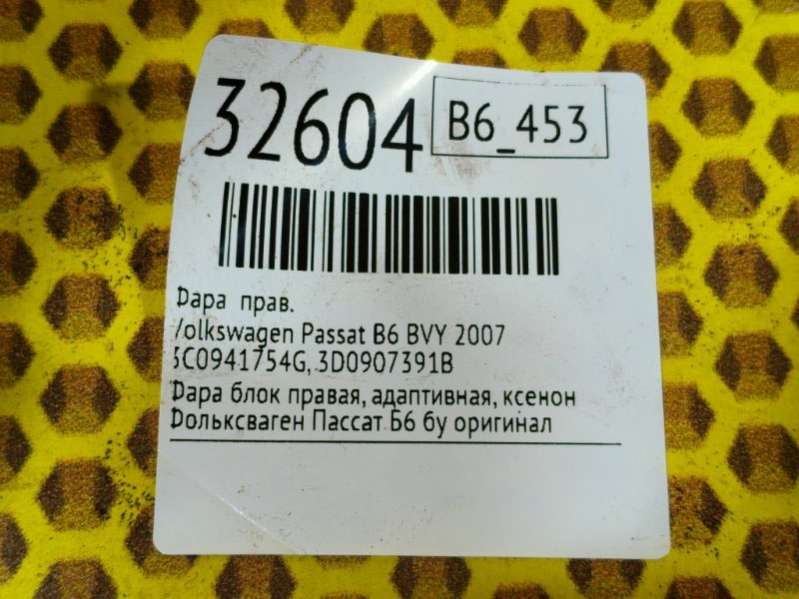 32604
B6_453
Фара прав.
Volkswagen Passat B6 BVY 2007
3C0941754G, 3D0907391B
Фара блок правая, адаптивная, ксенон
Фольксваген Пассат Б6 бу оригинал